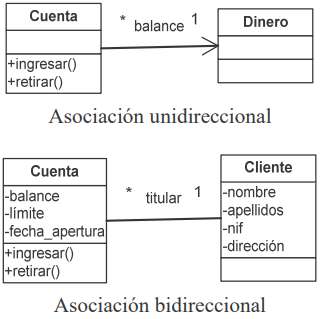 Cuenta
+ingresar()
+retirar()
* balance 1
Dinero
Asociación unidireccional
Cuenta
-balance
-límite
-fecha_apertura
+ingresar()
+retirar()
* titular 1
Cliente
-nombre
-apellidos
-nif
-dirección
Asociación bidireccional